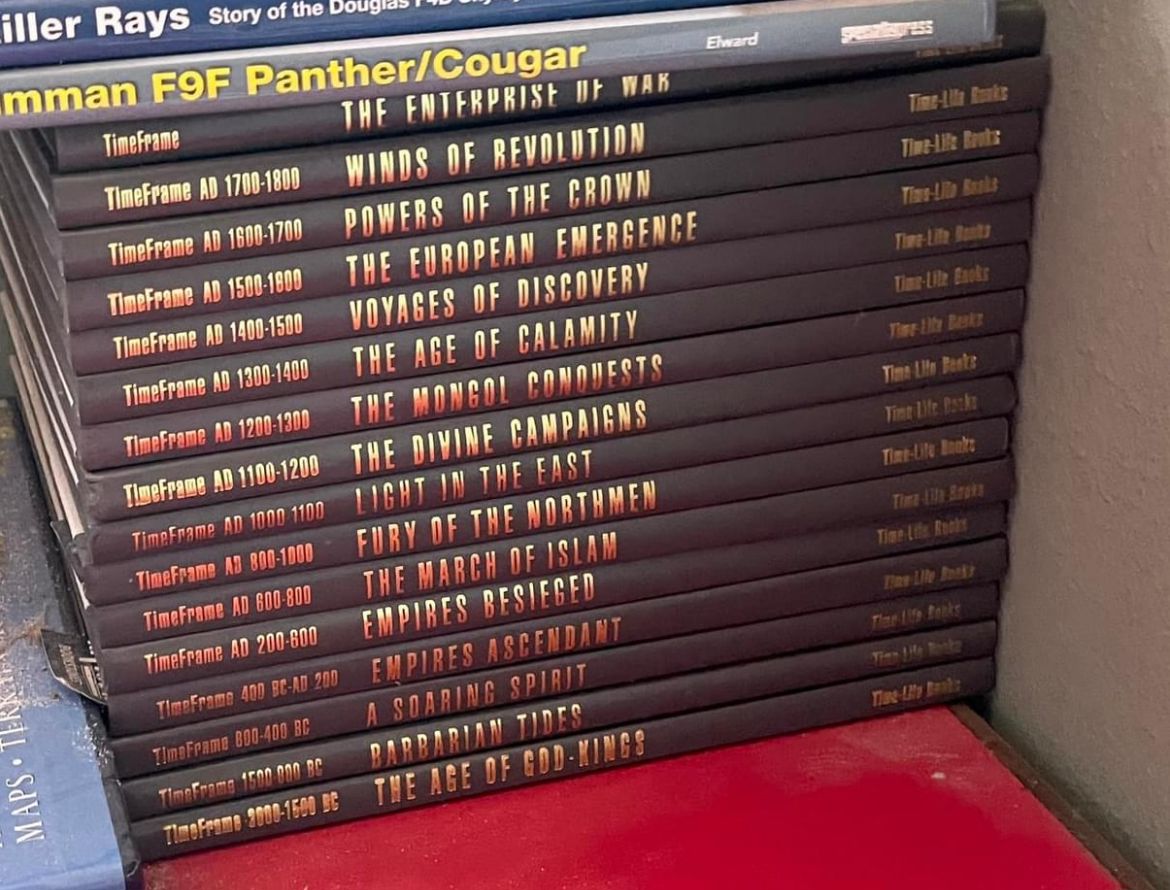 iller Rays Story of the Douglas F4D
mman F9F Panther/Cougar Elward specialtypress
TimeFrame THE ENTERPRISE OF WAR Time-Life Books
TimeFrame AD 1700-1800 WINDS OF REVOLUTION Time-Life Books
TimeFrame AD 1600-1700 POWERS OF THE CROWN Time-Life Books
TimeFrame AD 1500-1600 THE EUROPEAN EMERGENCE Time-Life Books
TimeFrame AD 1400-1500 VOYAGES OF DISCOVERY Time-Life Books
TimeFrame AD 1300-1400 THE AGE OF CALAMITY Time-Life Books
TimeFrame AD 1200-1300 THE MONGOL CONQUESTS Time-Life Books
TimeFrame AD 1100-1200 THE DIVINE CAMPAIGNS Time-Life Books
TimeFrame AD 1000-1100 LIGHT IN THE EAST Time-Life Books
TimeFrame AD 800-1000 FURY OF THE NORTHMEN Time-Life Books
TimeFrame AD 600-800 THE MARCH OF ISLAM Time-Life Books
TimeFrame AD 200-600 EMPIRES BESIEGED Time-Life Books
TimeFrame 400 BC-AD 200 EMPIRES ASCENDANT Time-Life Books
TimeFrame 600-400 BC A SOARING SPIRIT Time-Life Books
TimeFrame 1500-600 BC BARBARIAN TIDES Time-Life Books
TimeFrame 3000-1500 BC THE AGE OF GOD-KINGS Time-Life Books
MAPS •